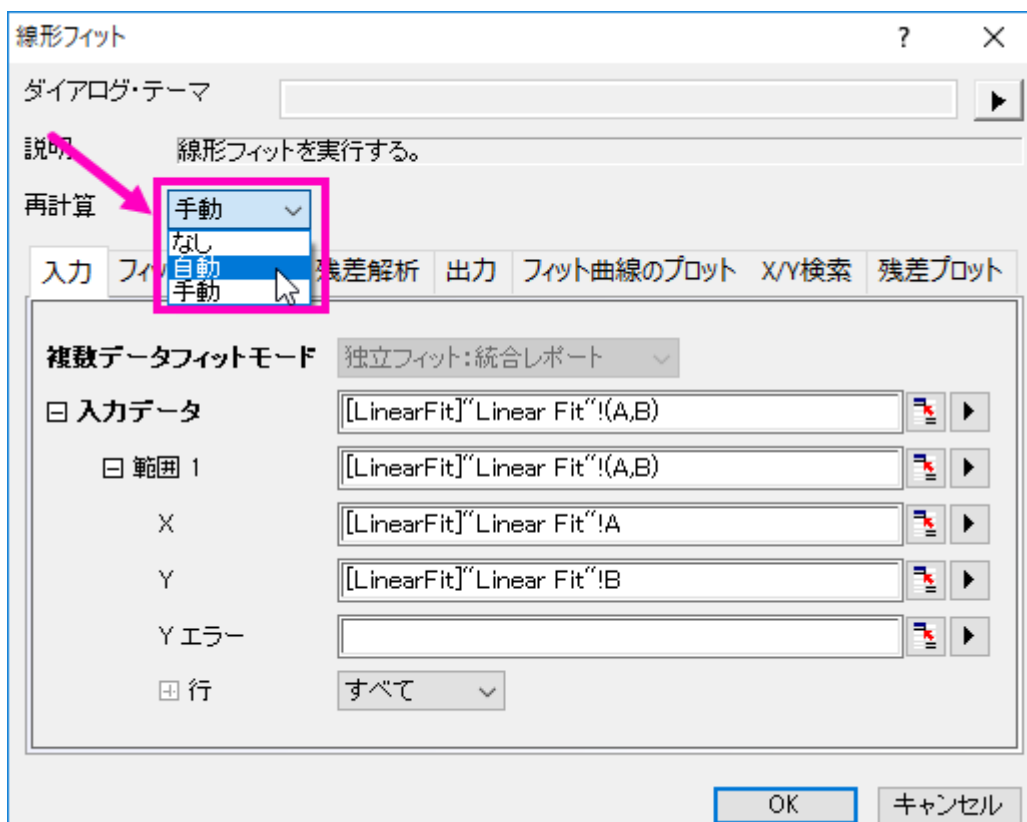 線形フィット
ダイアログ・テーマ
説明 線形フィットを実行する。
再計算 手動
なし
自動
手動
入力 フィッ 残差解析 出力 フィット曲線のプロット X/Y検索 残差プロット
複数データフィットモード 独立フィット:統合レポート
入力データ [LinearFit]"Linear Fit"!(A,B)
範囲 1 [LinearFit]"Linear Fit"!(A,B)
X [LinearFit]"Linear Fit"!A
Y [LinearFit]"Linear Fit"!B
Y エラー
行 すべて
OK キャンセル